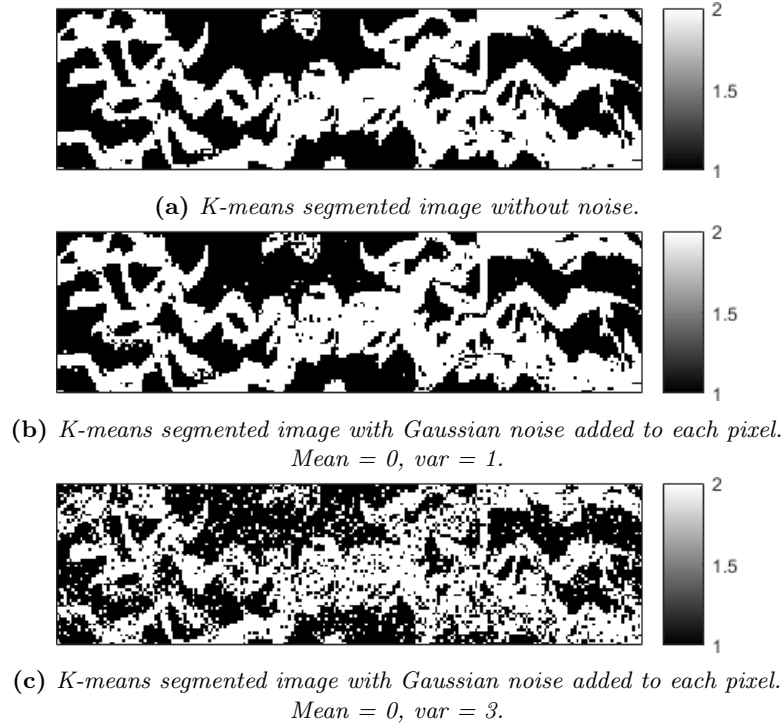 2
1.5
1
(a) K-means segmented image without noise.
2
1.5
1
(b) K-means segmented image with Gaussian noise added to each pixel.
Mean = 0, var = 1.
2
1.5
1
(c) K-means segmented image with Gaussian noise added to each pixel.
Mean = 0, var = 3.